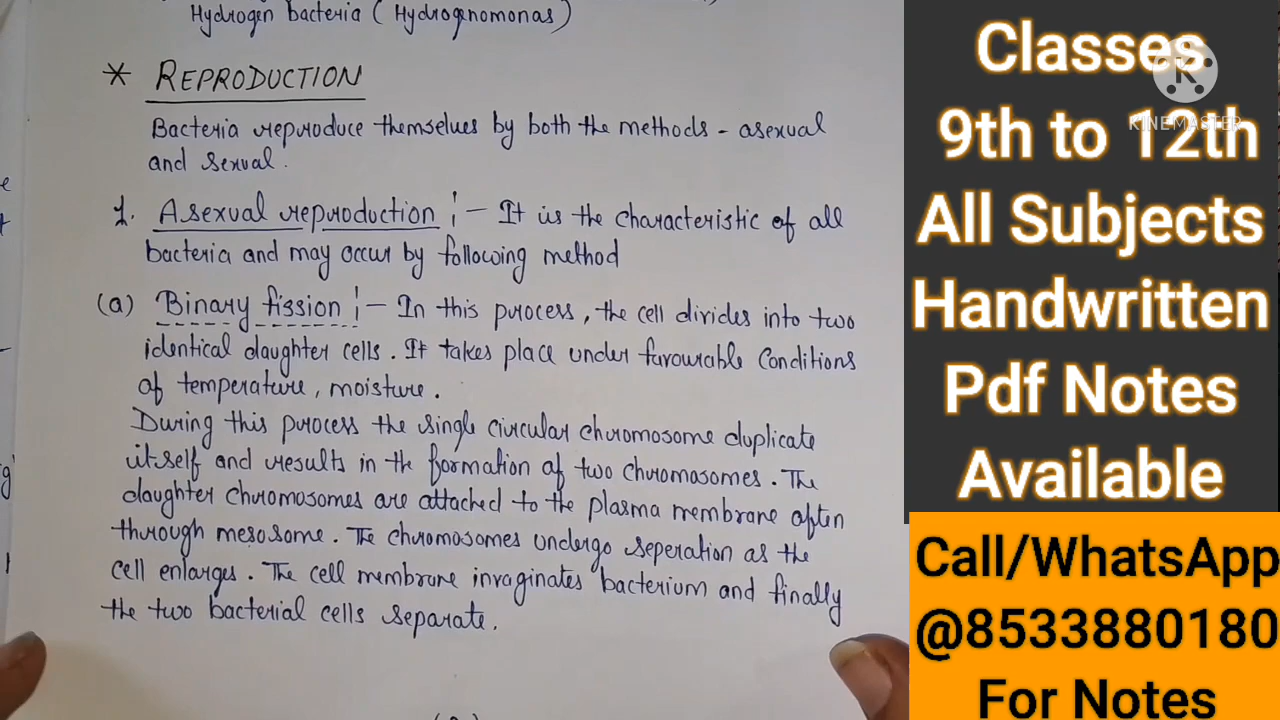 Hydrogen bacteria (Hydrogenomonas)
* REPRODUCTION
Bacteria reproduce themselves by both the methods - asexual
and sexual.
1. Asexual reproduction :- It is the characteristic of all
bacteria and may occur by following method
(a) Binary fission :- In this process, the cell divides into two
identical daughter cells. It takes place under favourable conditions
of temperature, moisture.
During this process the single circular chromosome duplicate
itself and results in the formation of two chromosomes. The
daughter chromosomes are attached to the plasma membrane often
through mesosome. The chromosomes undergo seperation as the
cell enlarges. The cell membrane invaginates bacterium and finally
the two bacterial cells separate.
Classes
9th to 12th
All Subjects
Handwritten
Pdf Notes
Available
Call/WhatsApp
@8533880180
For Notes
K
KINEMASTER